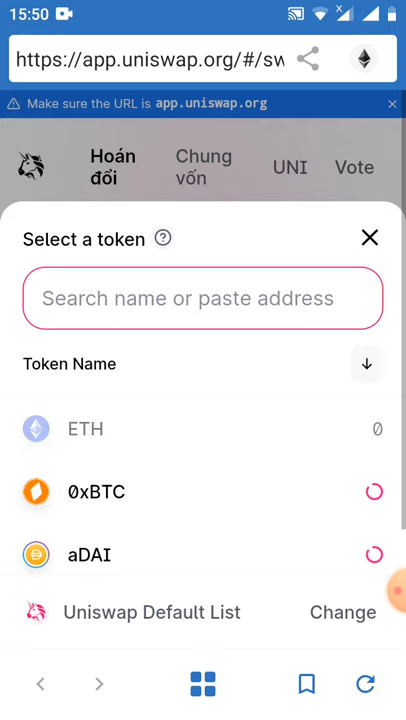 15:50
https://app.uniswap.org/#/sw
Make sure the URL is app.uniswap.org
Hoán đổi
Chung vốn
UNI
Vote
Select a token ?
Search name or paste address
Token Name
ETH 0
0xBTC
aDAI
Uniswap Default List Change